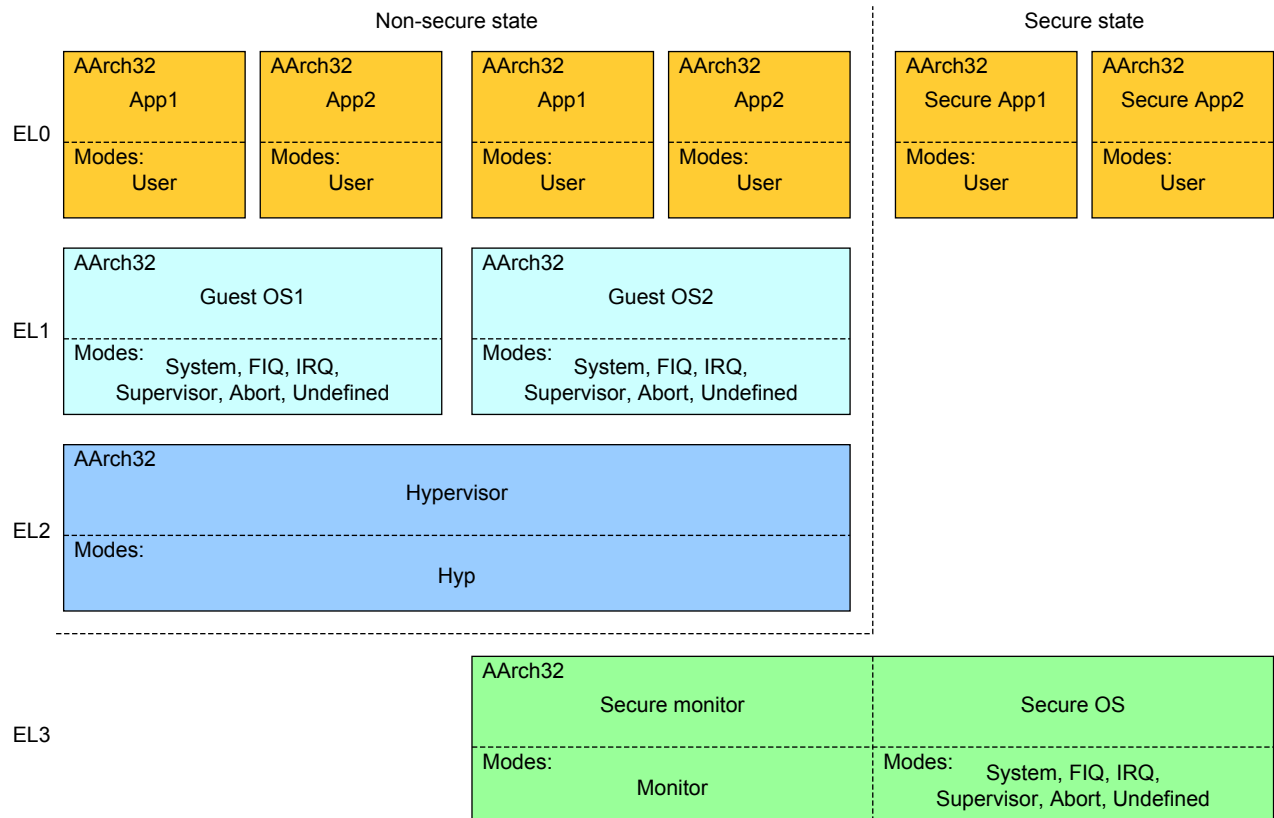 Non-secure state
Secure state
AArch32
App1
Modes:
User
AArch32
App2
Modes:
User
AArch32
App1
Modes:
User
AArch32
App2
Modes:
User
AArch32
Secure App1
Modes:
User
AArch32
Secure App2
Modes:
User
EL0
AArch32
Guest OS1
Modes:
System, FIQ, IRQ,
Supervisor, Abort, Undefined
AArch32
Guest OS2
Modes:
System, FIQ, IRQ,
Supervisor, Abort, Undefined
EL1
AArch32
Hypervisor
Modes:
Hyp
EL2
AArch32
Secure monitor
Modes:
Monitor
Secure OS
Modes:
System, FIQ, IRQ,
Supervisor, Abort, Undefined
EL3